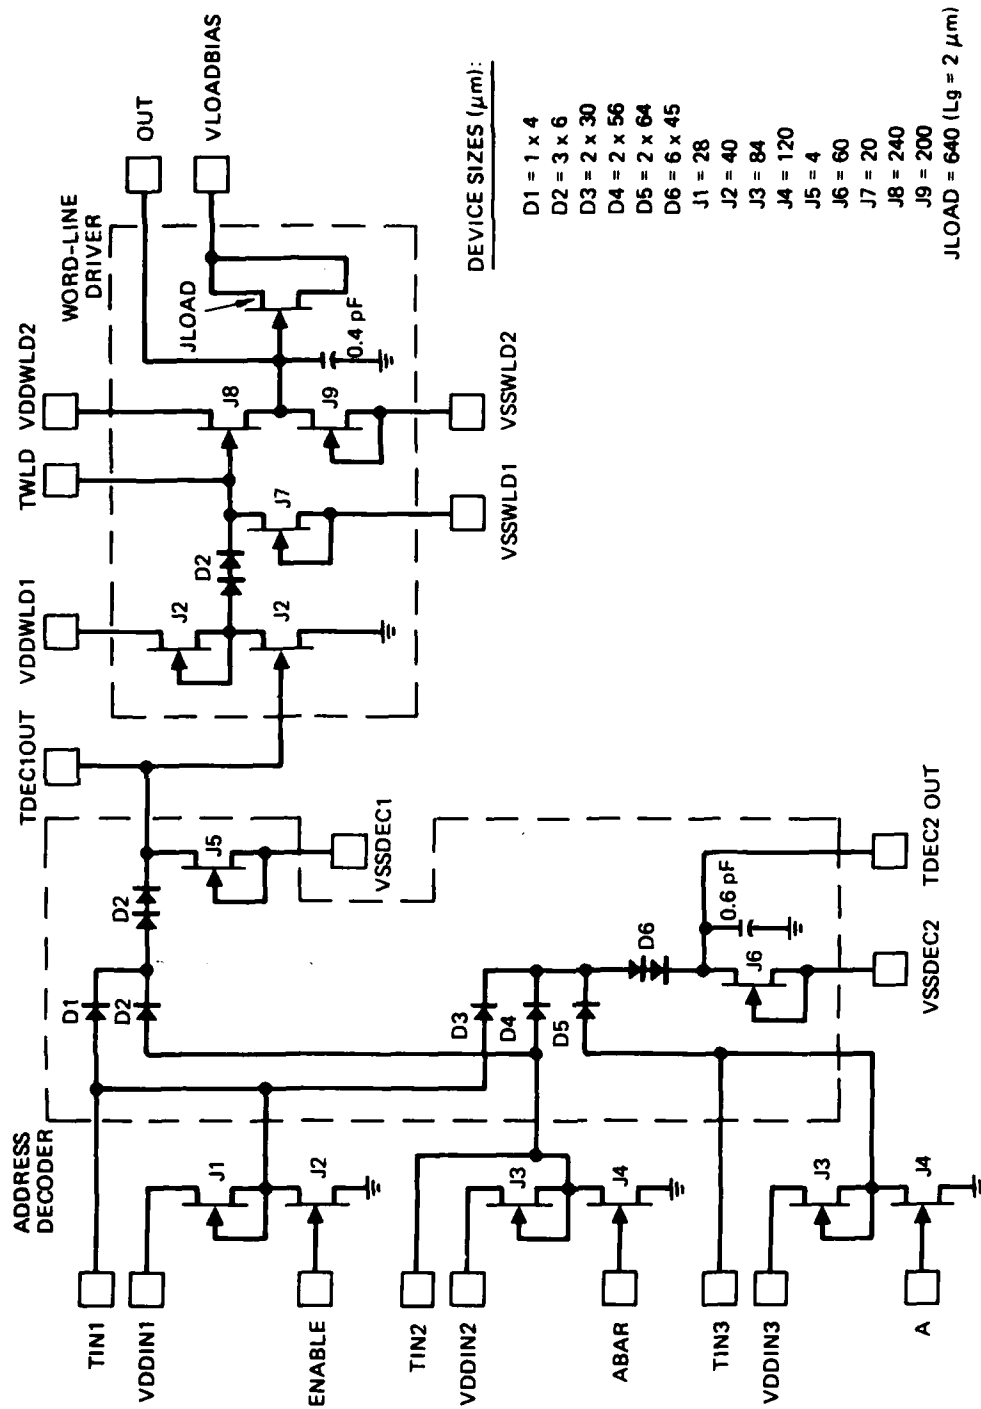 VDDWLD2
TWLD
VDDWLD1
TDEC1OUT
WORD-LINE
DRIVER
OUT
VLOADBIAS
JLOAD
0.4 pF
J8
J9
J2
D2
J7
J2
VSSWLD2
VSSWLD1
ADDRESS
DECODER
D1
D2
D2
J5
VSSDEC1
D3
D4
D5
D6
0.6 pF
J6
TDEC2 OUT
VSSDEC2
TIN1
VDDIN1
J1
J2
ENABLE
TIN2
VDDIN2
J3
J4
ABAR
TIN3
VDDIN3
J3
J4
A
DEVICE SIZES (μm):
D1 = 1 x 4
D2 = 3 x 6
D3 = 2 x 30
D4 = 2 x 56
D5 = 2 x 64
D6 = 6 x 45
J1 = 28
J2 = 40
J3 = 84
J4 = 120
J5 = 4
J6 = 60
J7 = 20
J8 = 240
J9 = 200
JLOAD = 640 (Lg = 2 μm)